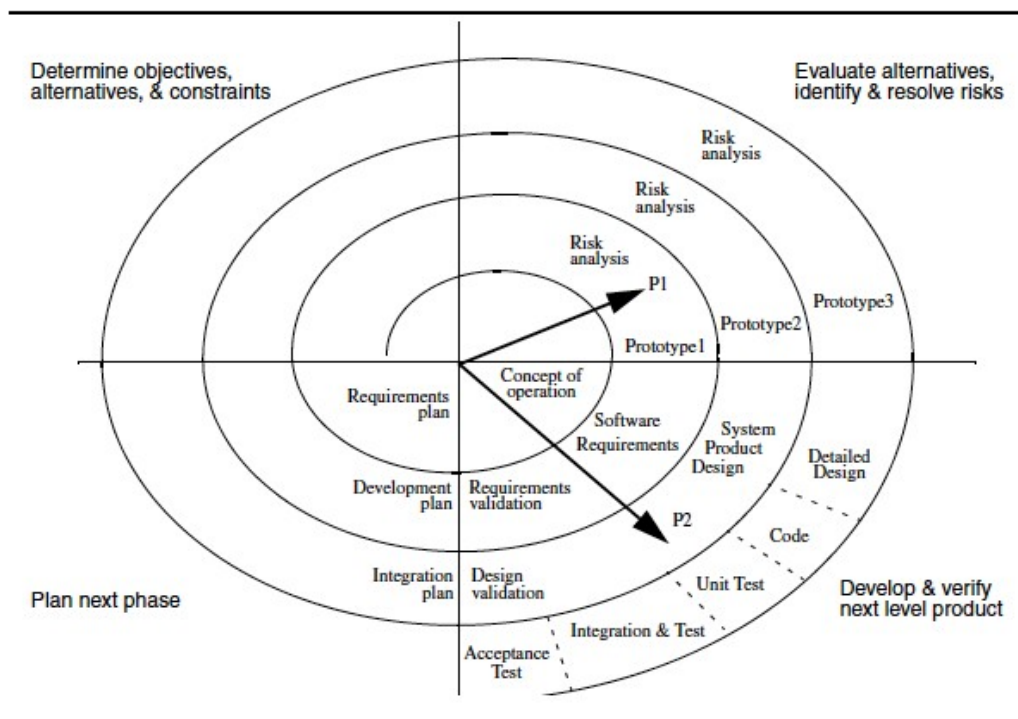 Determine objectives,
alternatives, & constraints
Evaluate alternatives,
identify & resolve risks
Risk
analysis
Risk
analysis
Risk
analysis
P1
Prototype1
Prototype2
Prototype3
Requirements
plan
Concept of
operation
Software
Requirements
System
Product
Design
Detailed
Design
Development
plan
Requirements
validation
P2
Code
Integration
plan
Design
validation
Unit Test
Integration & Test
Acceptance
Test
Plan next phase
Develop & verify
next level product